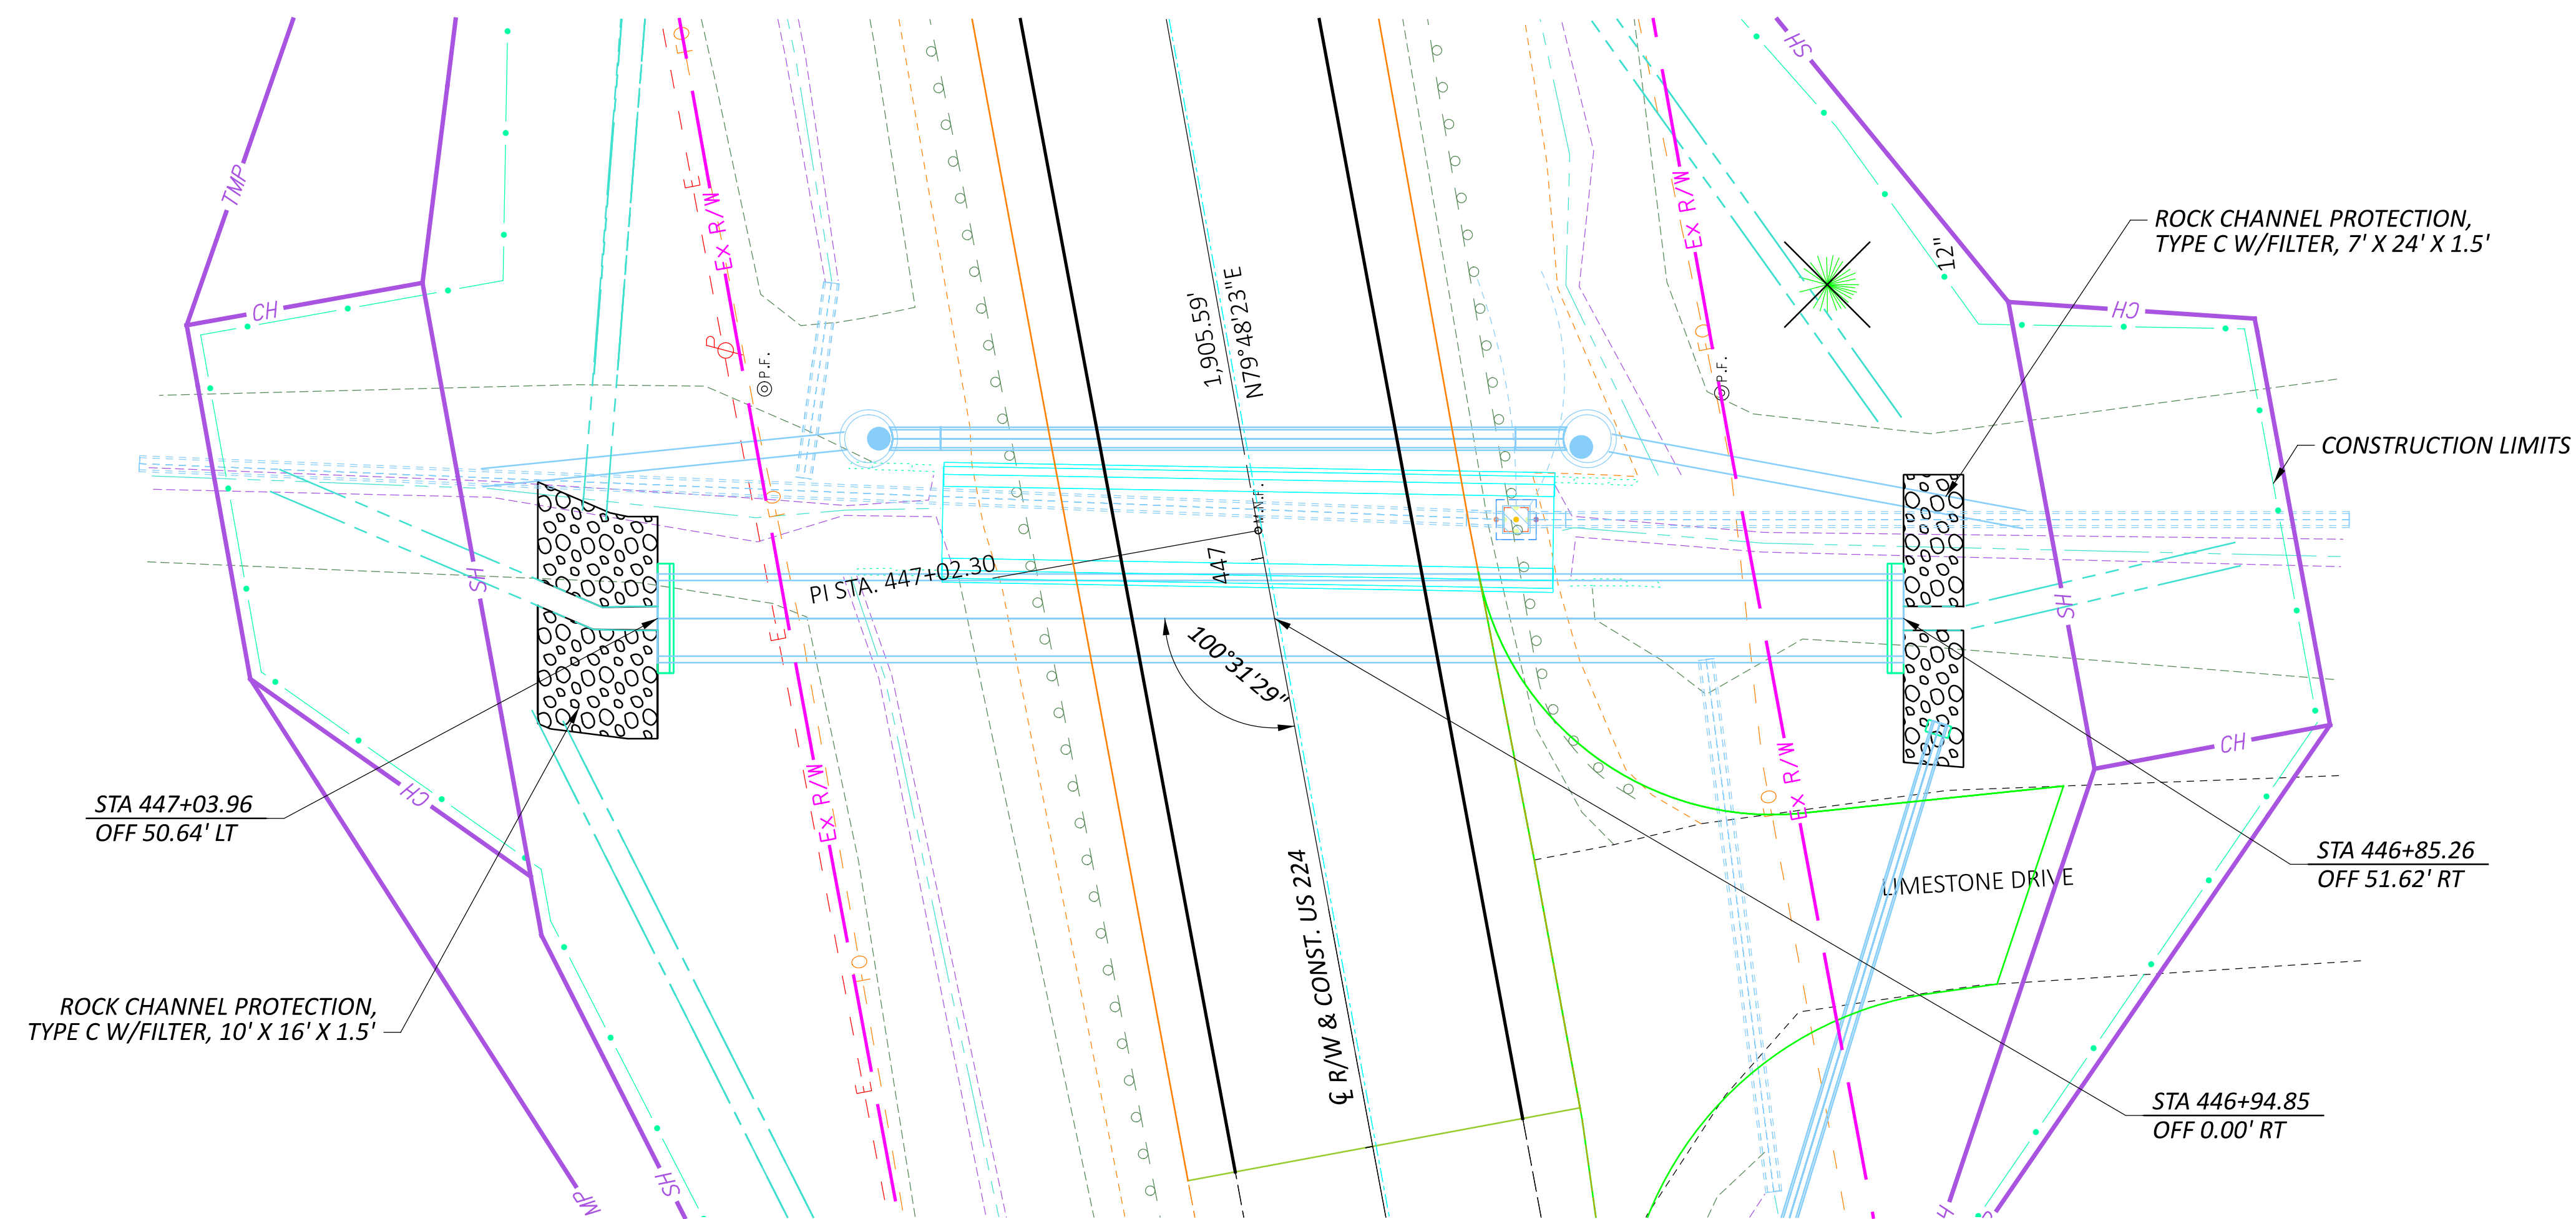 SH
TMP
CH
SH
E
Ex R/W
P
P.F.
1,905.59'
N79°48'23"E
Ex R/W
P.F.
12"
ROCK CHANNEL PROTECTION,
TYPE C W/FILTER, 7' X 24' X 1.5'
CH
CONSTRUCTION LIMITS
PI STA. 447+02.30
447
100°31'29"
SH
E
STA 447+03.96
OFF 50.64' LT
CH
Ex R/W
Ex R/W
CH
STA 446+85.26
OFF 51.62' RT
LIMESTONE DRIVE
℄ R/W & CONST. US 224
ROCK CHANNEL PROTECTION,
TYPE C W/FILTER, 10' X 16' X 1.5'
STA 446+94.85
OFF 0.00' RT
E
SH
MP